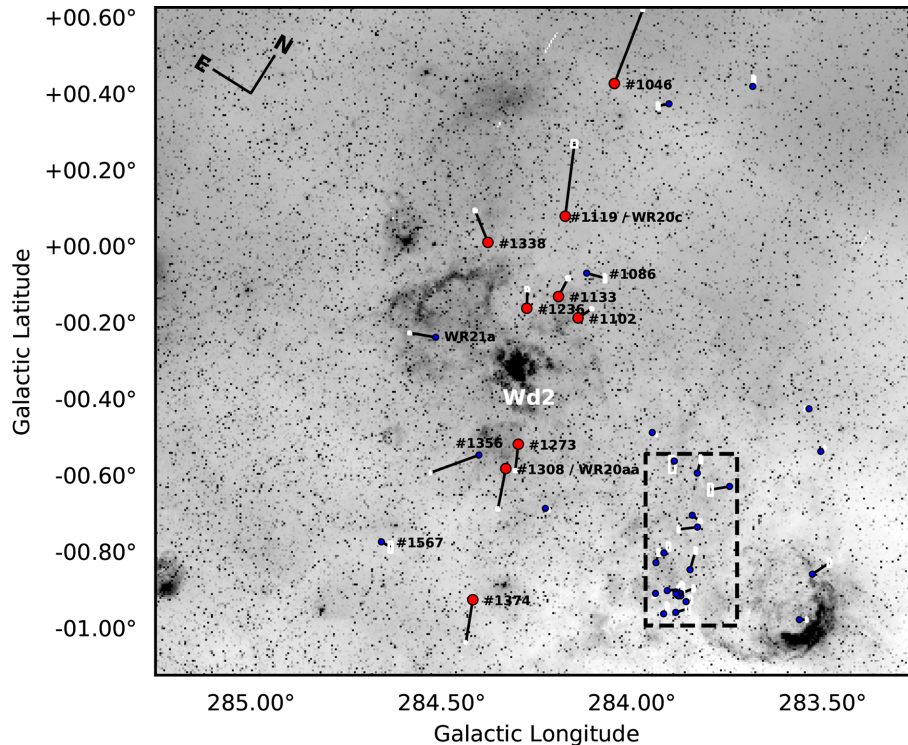 +00.60°
N
E
+00.40°
#1046
+00.20°
#1119 / WR20c
#1338
+00.00°
#1086
#1133
#1236
-00.20°
#1102
WR21a
Wd2
-00.40°
#1356
#1273
#1308 / WR20aa
-00.60°
#1567
-00.80°
#1374
-01.00°
285.00°
284.50°
284.00°
283.50°
Galactic Longitude
Galactic Latitude